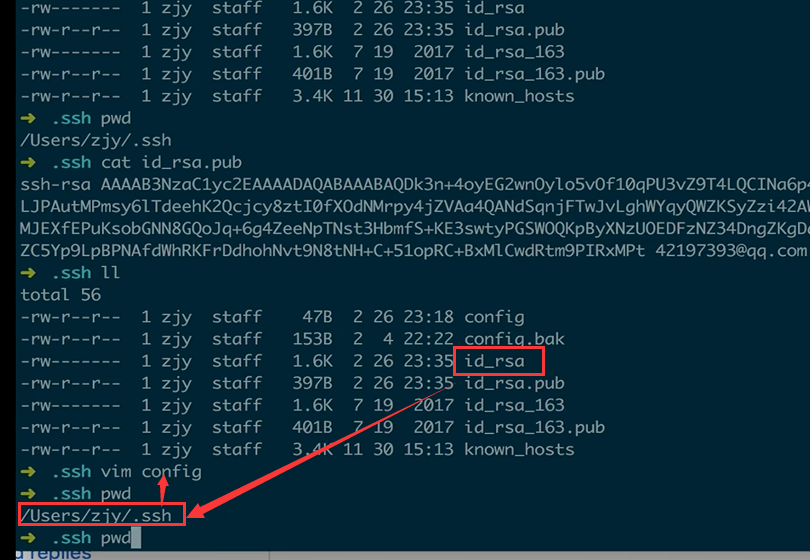 -rw------- 1 zjy staff 1.6K 2 26 23:35 id_rsa
-rw-r--r-- 1 zjy staff 397B 2 26 23:35 id_rsa.pub
-rw------- 1 zjy staff 1.6K 7 19 2017 id_rsa_163
-rw-r--r-- 1 zjy staff 401B 7 19 2017 id_rsa_163.pub
-rw-r--r-- 1 zjy staff 3.4K 11 30 15:13 known_hosts
➜ .ssh pwd
/Users/zjy/.ssh
➜ .ssh cat id_rsa.pub
ssh-rsa AAAAB3NzaC1yc2EAAAADAQABAAABAQDk3n+4oyEG2wnOylo5vOf10qPU3vZ9T4LQCINa6p4
LJPAutMPmsy6lTdeehK2Qcjcy8ztI0fXOdNMrpy4jZVAa4QANdSqnjFTwJvLghWYqyQWZKSyZzi42AW
MJEXfEPuKsobGNN8GQoJq+6g4ZeeNpTNst3HbmfS+KE3swtyPGSWOQKpByXNzUOEDFzNZ34DngZKgD
ZC5Yp9LpBPNAfdWhRKFrDdhohNvt9N8tNH+C+51opRC+BxMlCwdRtm9PIRxMPt 42197393@qq.com
➜ .ssh ll
total 56
-rw-r--r-- 1 zjy staff 47B 2 26 23:18 config
-rw-r--r-- 1 zjy staff 153B 2 4 22:22 config.bak
-rw------- 1 zjy staff 1.6K 2 26 23:35 id_rsa
-rw-r--r-- 1 zjy staff 397B 2 26 23:35 id_rsa.pub
-rw------- 1 zjy staff 1.6K 7 19 2017 id_rsa_163
-rw-r--r-- 1 zjy staff 401B 7 19 2017 id_rsa_163.pub
-rw-r--r-- 1 zjy staff 3.4K 11 30 15:13 known_hosts
➜ .ssh vim config
➜ .ssh pwd
/Users/zjy/.ssh
➜ .ssh pwd
replies